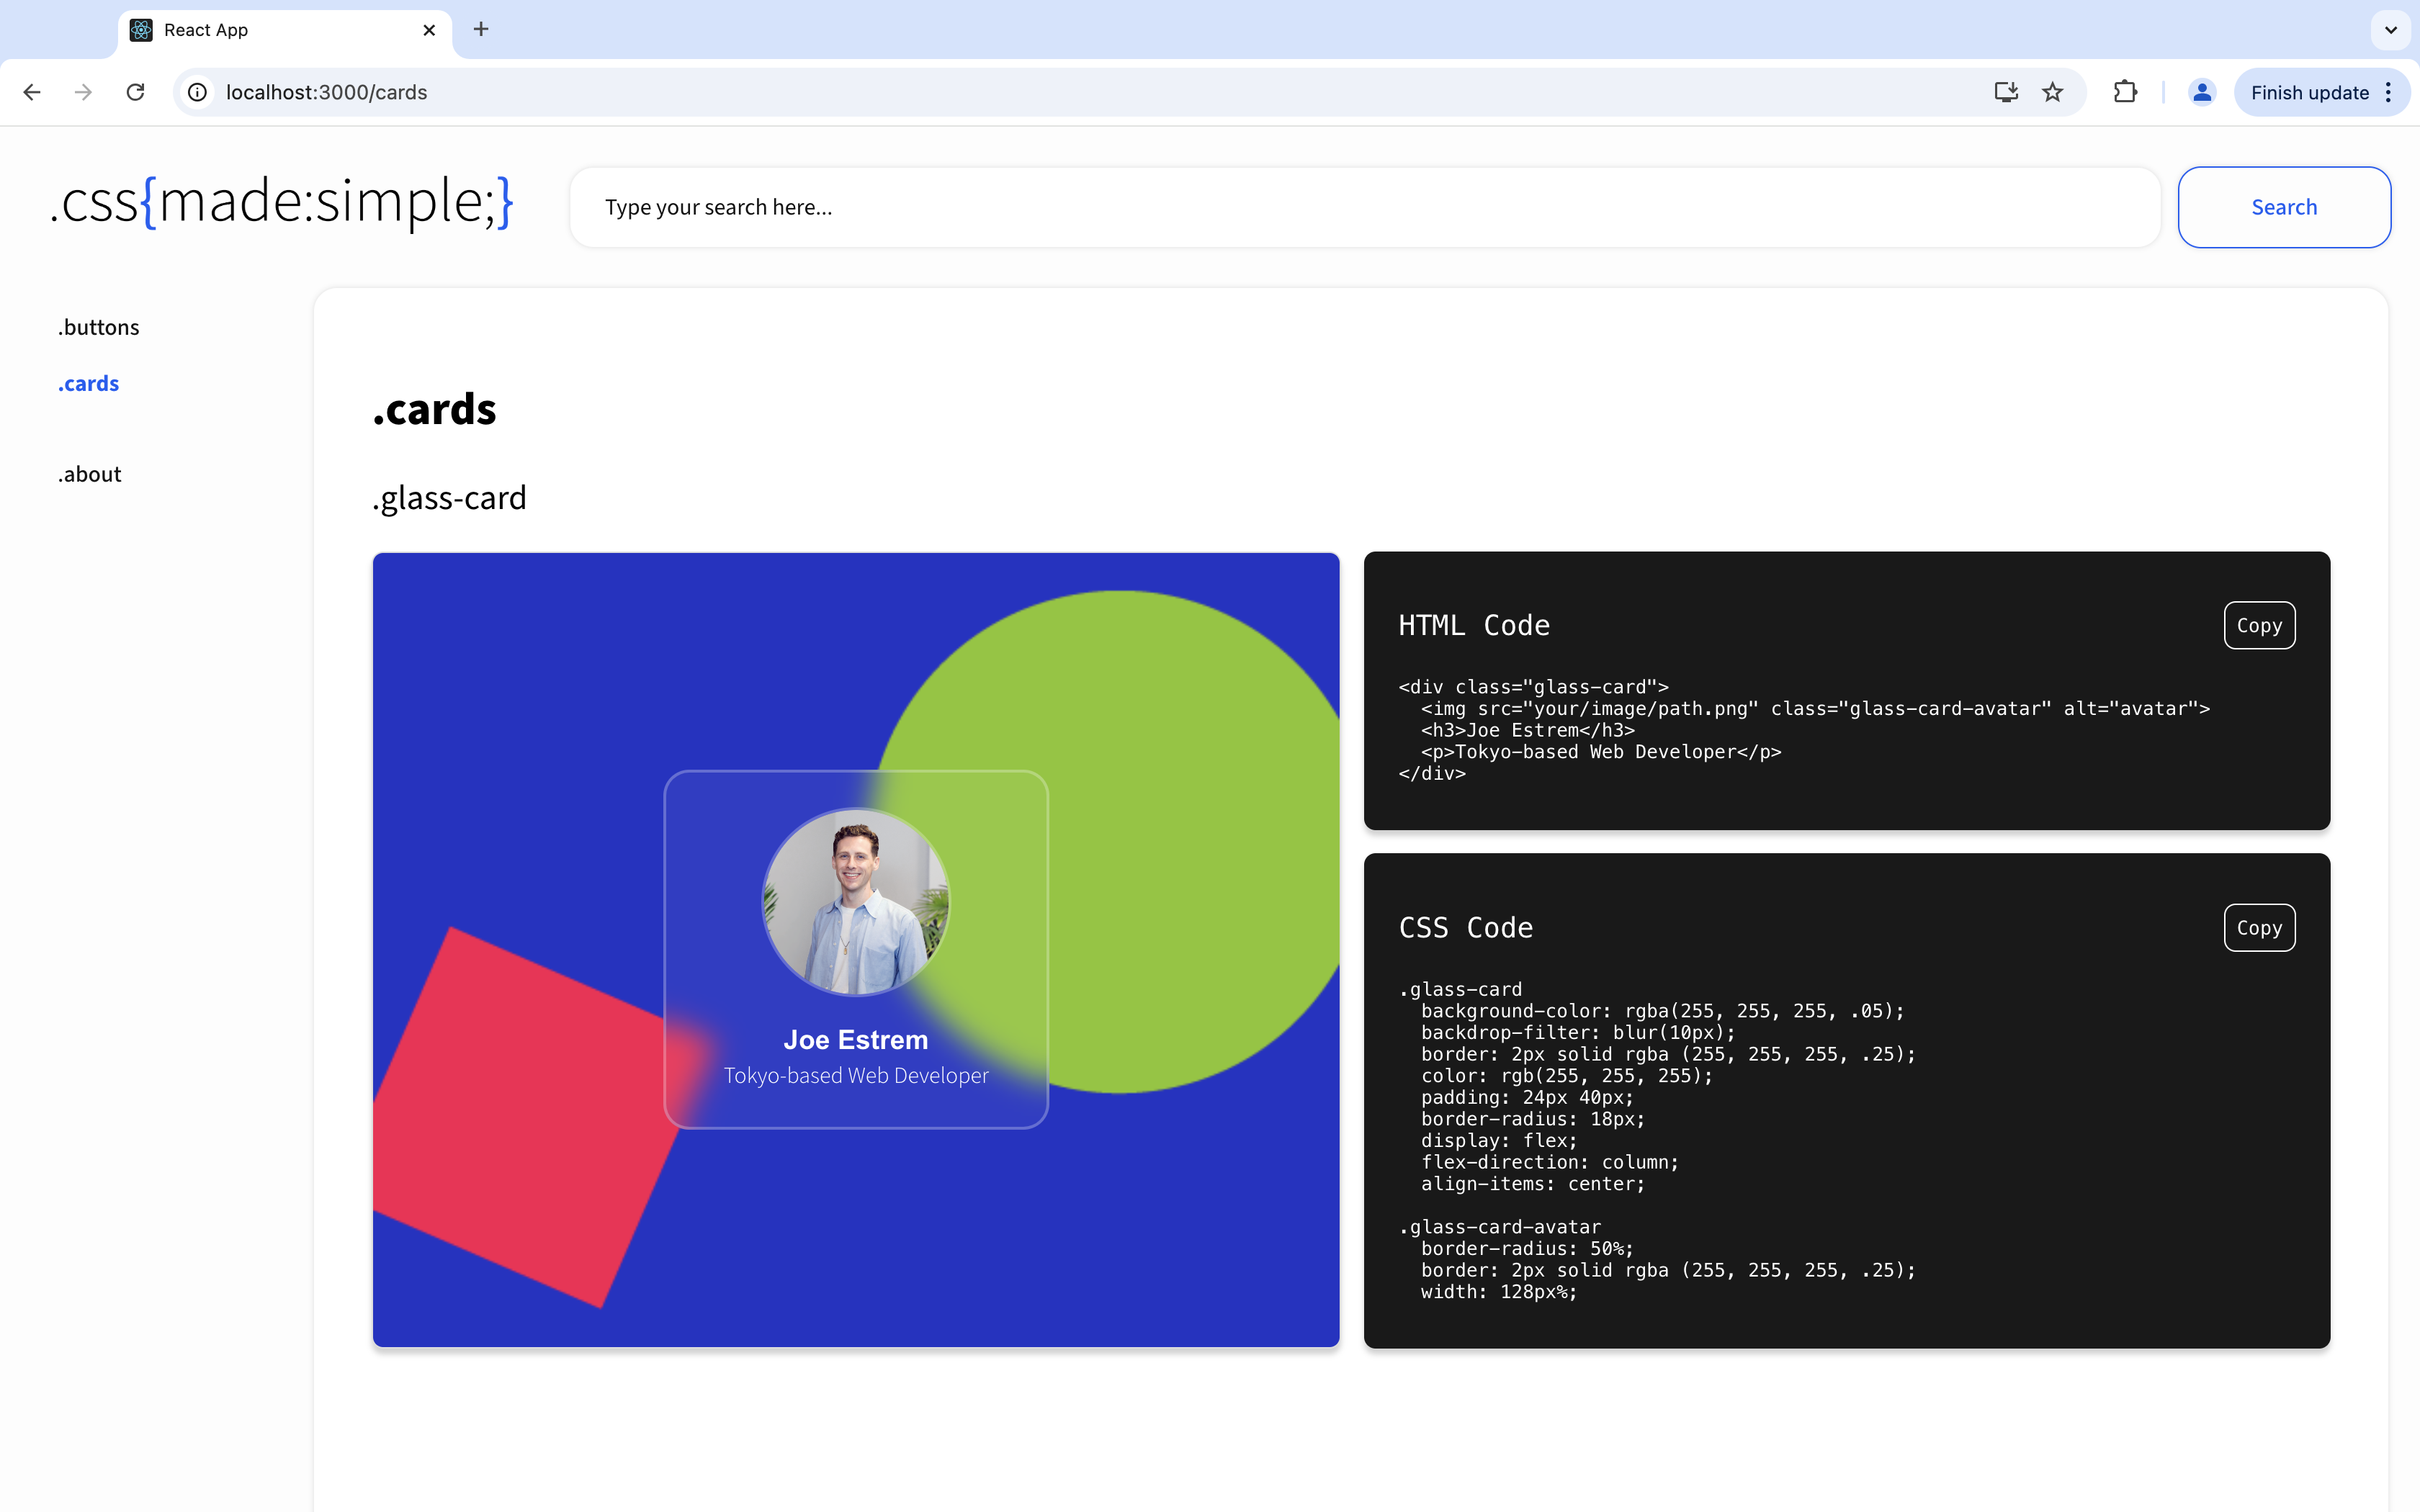 React App
localhost:3000/cards
Finish update
.css{made:simple;}
Type your search here...
Search
.buttons
.cards
.about
.cards
.glass-card
Joe Estrem
Tokyo-based Web Developer
HTML Code
Copy
<div class="glass-card">
  <img src="your/image/path.png" class="glass-card-avatar" alt="avatar">
  <h3>Joe Estrem</h3>
  <p>Tokyo-based Web Developer</p>
</div>
CSS Code
Copy
.glass-card
  background-color: rgba(255, 255, 255, .05);
  backdrop-filter: blur(10px);
  border: 2px solid rgba (255, 255, 255, .25);
  color: rgb(255, 255, 255);
  padding: 24px 40px;
  border-radius: 18px;
  display: flex;
  flex-direction: column;
  align-items: center;
.glass-card-avatar
  border-radius: 50%;
  border: 2px solid rgba (255, 255, 255, .25);
  width: 128px%;